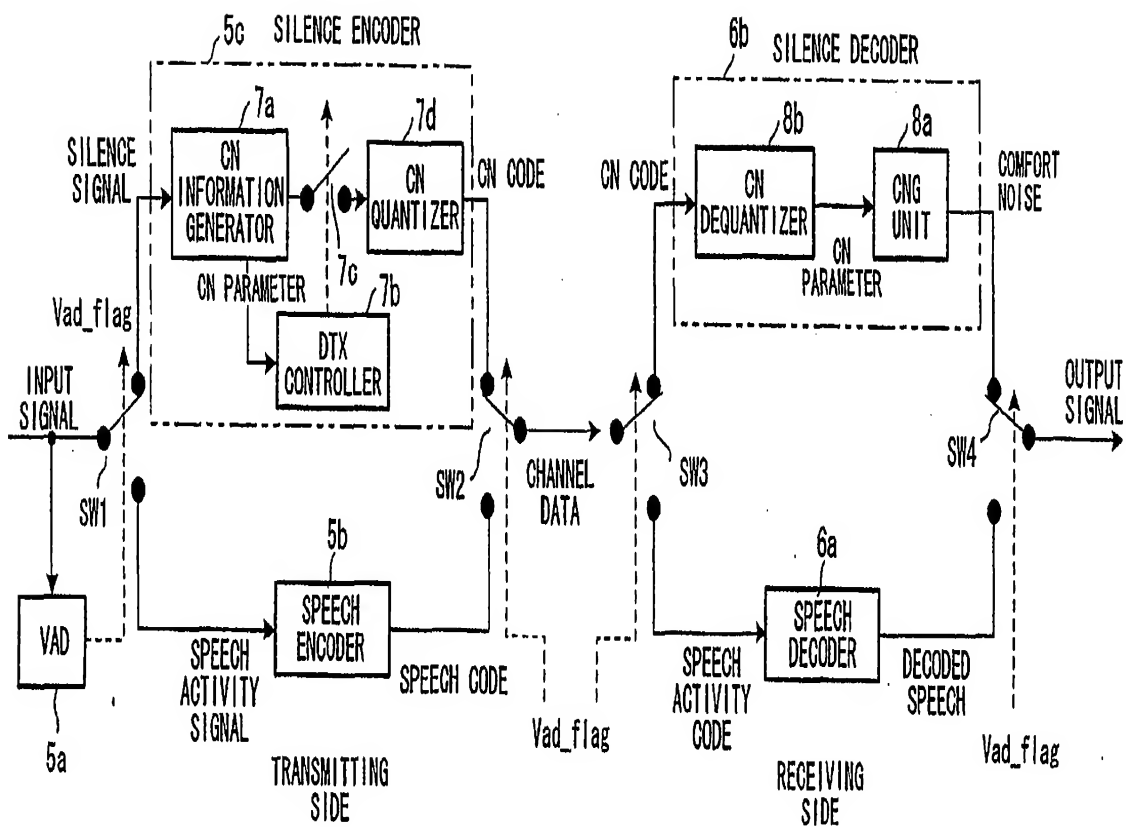 5c
SILENCE ENCODER
6b
SILENCE DECODER
7a
7d
8b
8a
SILENCE
SIGNAL
CN
INFORMATION
GENERATOR
CN
QUANTIZER
CN CODE
CN CODE
CN
DEQUANTIZER
CNG
UNIT
COMFORT
NOISE
7c
CN PARAMETER
7b
CN
PARAMETER
Vad_flag
DTX
CONTROLLER
INPUT
SIGNAL
OUTPUT
SIGNAL
SW1
SW2
CHANNEL
DATA
SW3
SW4
5b
6a
VAD
SPEECH
ENCODER
SPEECH
DECODER
SPEECH
ACTIVITY
SIGNAL
SPEECH CODE
SPEECH
ACTIVITY
CODE
DECODED
SPEECH
5a
Vad_flag
Vad_flag
TRANSMITTING
SIDE
RECEIVING
SIDE